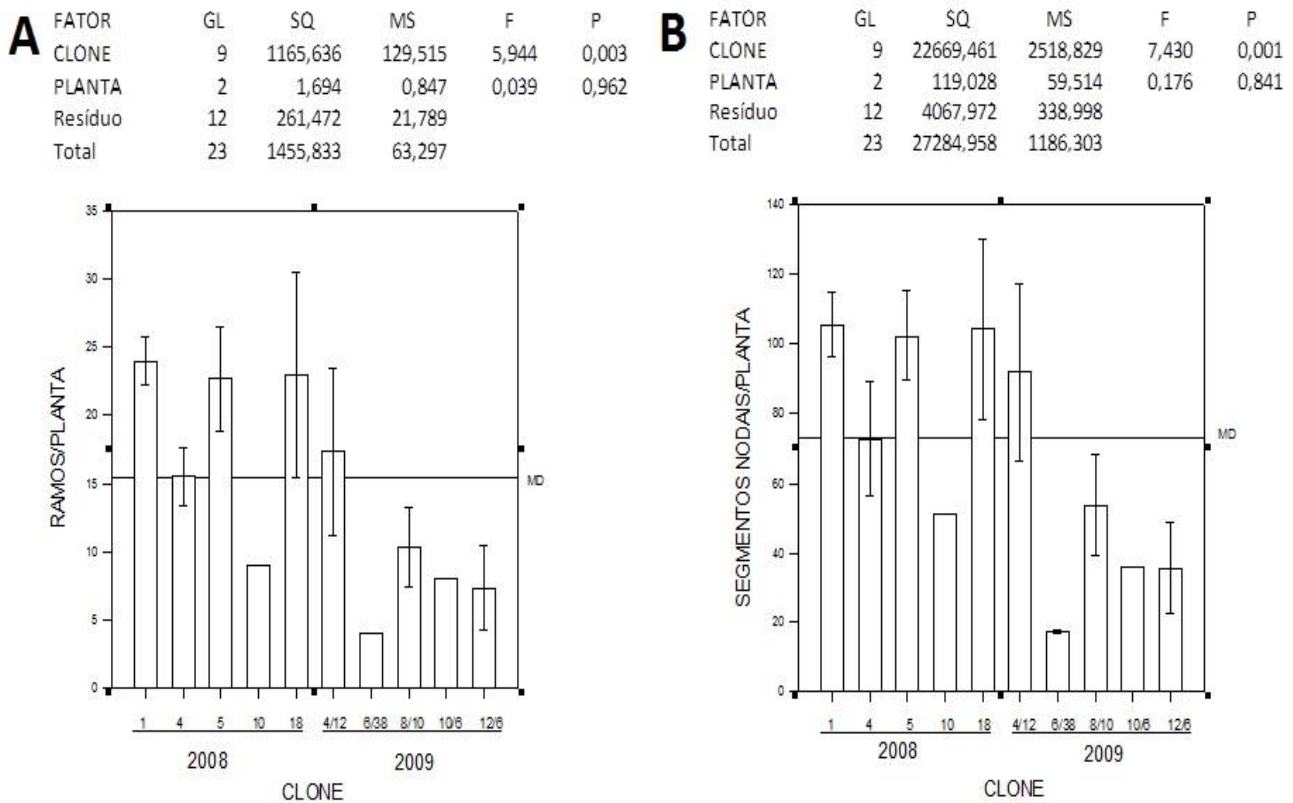 A
FATOR GL SQ MS F P
CLONE 9 1165,636 129,515 5,944 0,003
PLANTA 2 1,694 0,847 0,039 0,962
Resíduo 12 261,472 21,789
Total 23 1455,833 63,297
35
30
25
20
15
10
5
0
RAMOS/PLANTA
MD
1 4 5 10 18 4/12 6/38 8/10 10/6 12/6
2008 2009
CLONE
B
FATOR GL SQ MS F P
CLONE 9 22669,461 2518,829 7,430 0,001
PLANTA 2 119,028 59,514 0,176 0,841
Resíduo 12 4067,972 338,998
Total 23 27284,958 1186,303
140
120
100
80
60
40
20
0
SEGMENTOS NODAIS/PLANTA
MD
1 4 5 10 18 4/12 6/38 8/10 10/6 12/6
2008 2009
CLONE